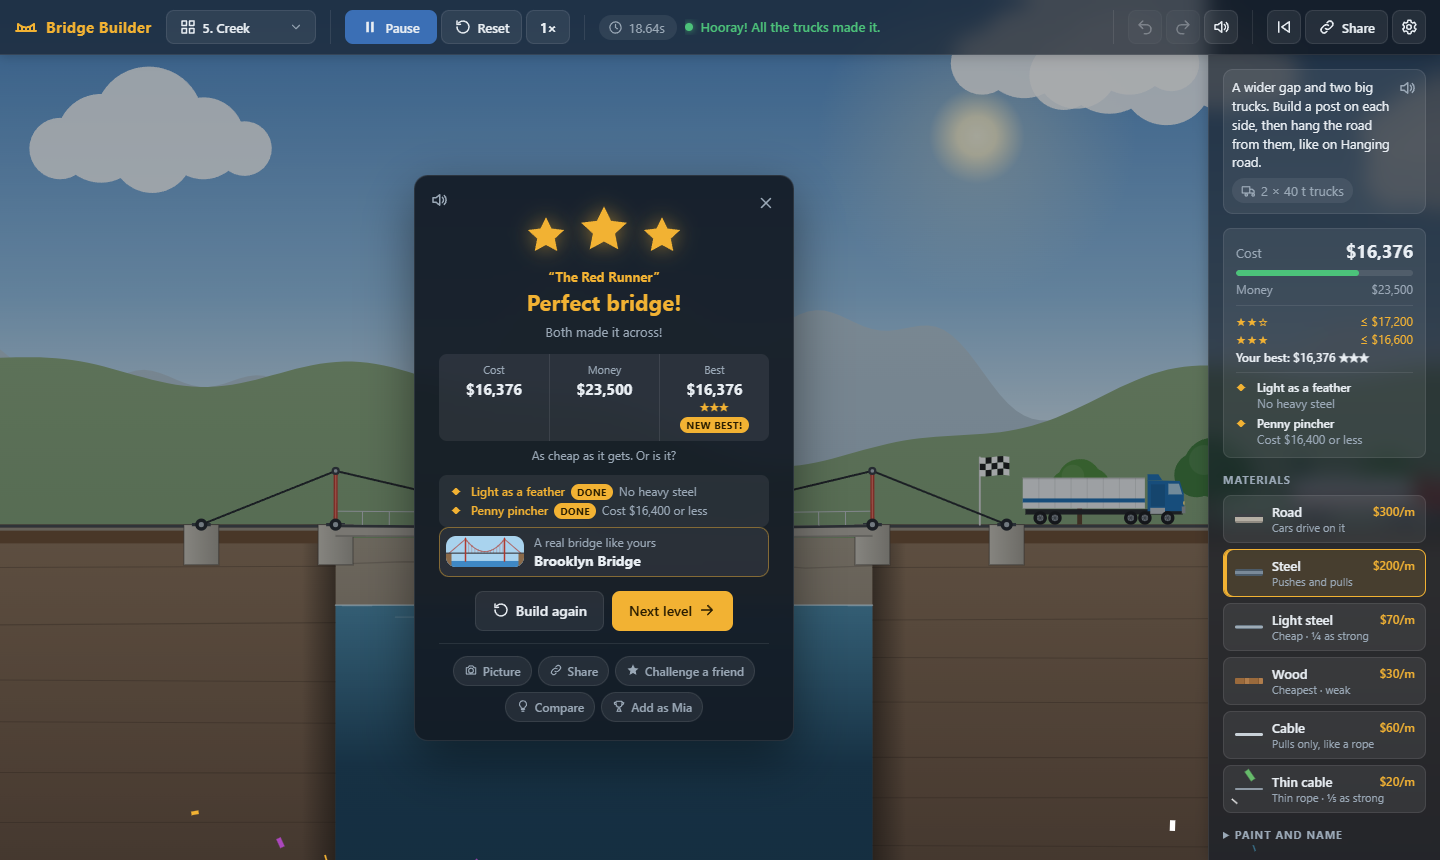 Bridge Builder
5. Creek
Pause
Reset
1×
18.64s
Hooray! All the trucks made it.
Share
A wider gap and two big
trucks. Build a post on each
side, then hang the road
from them, like on Hanging
road.
2 × 40 t trucks
Cost $16,376
Money $23,500
★★☆ ≤ $17,200
★★★ ≤ $16,600
Your best: $16,376 ★★★
Light as a feather
No heavy steel
Penny pincher
Cost $16,400 or less
MATERIALS
Road $300/m
Cars drive on it
Steel $200/m
Pushes and pulls
Light steel $70/m
Cheap · ¼ as strong
Wood $30/m
Cheapest · weak
Cable $60/m
Pulls only, like a rope
Thin cable $20/m
Thin rope · ⅕ as strong
PAINT AND NAME
“The Red Runner”
Perfect bridge!
Both made it across!
Cost Money Best
$16,376 $23,500 $16,376
★★★
NEW BEST!
As cheap as it gets. Or is it?
Light as a feather DONE No heavy steel
Penny pincher DONE Cost $16,400 or less
A real bridge like yours
Brooklyn Bridge
Build again
Next level →
Picture
Share
Challenge a friend
Compare
Add as Mia